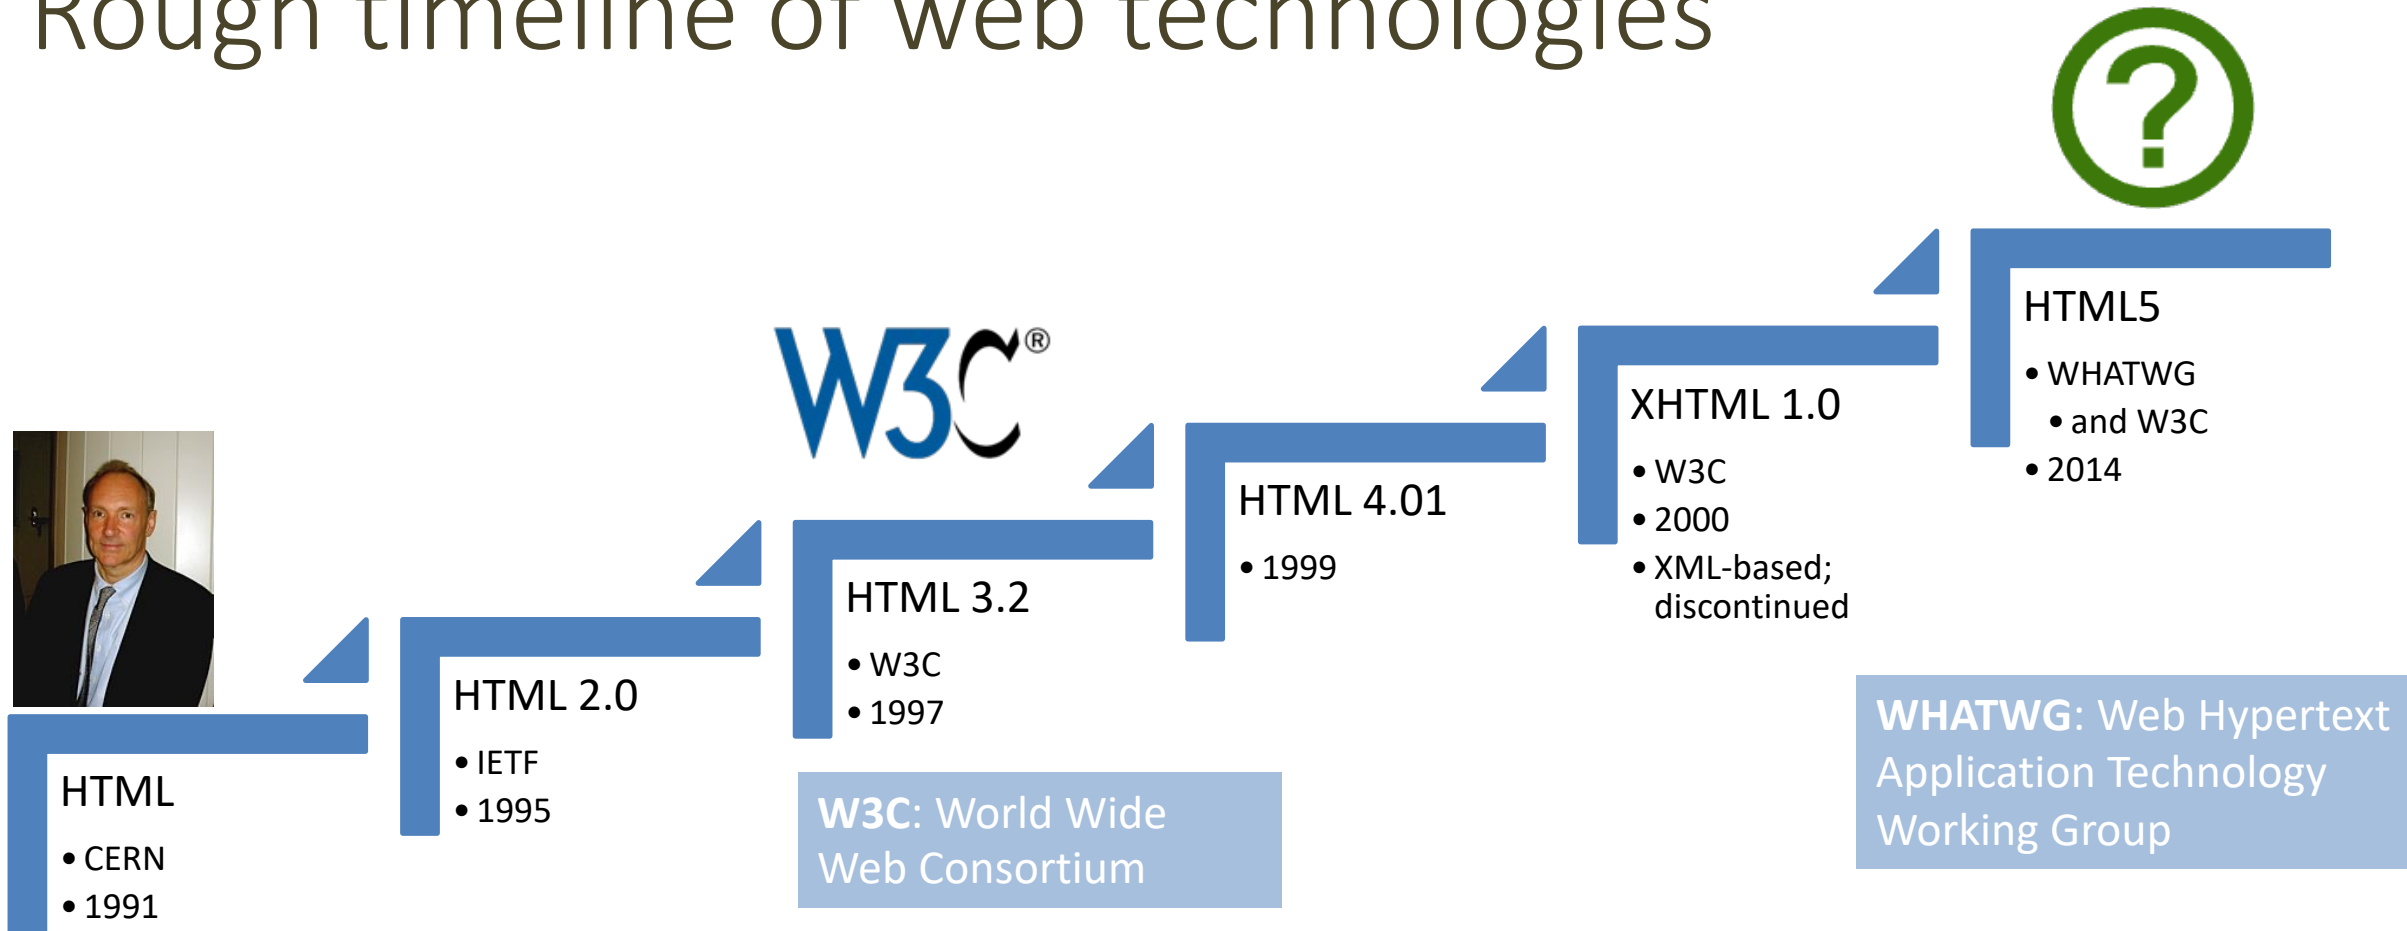 Rough timeline of web technologies
?
W3C®
HTML
• CERN
• 1991
HTML 2.0
• IETF
• 1995
HTML 3.2
• W3C
• 1997
W3C: World Wide
Web Consortium
HTML 4.01
• 1999
XHTML 1.0
• W3C
• 2000
• XML-based;
discontinued
HTML5
• WHATWG
• and W3C
• 2014
WHATWG: Web Hypertext
Application Technology
Working Group